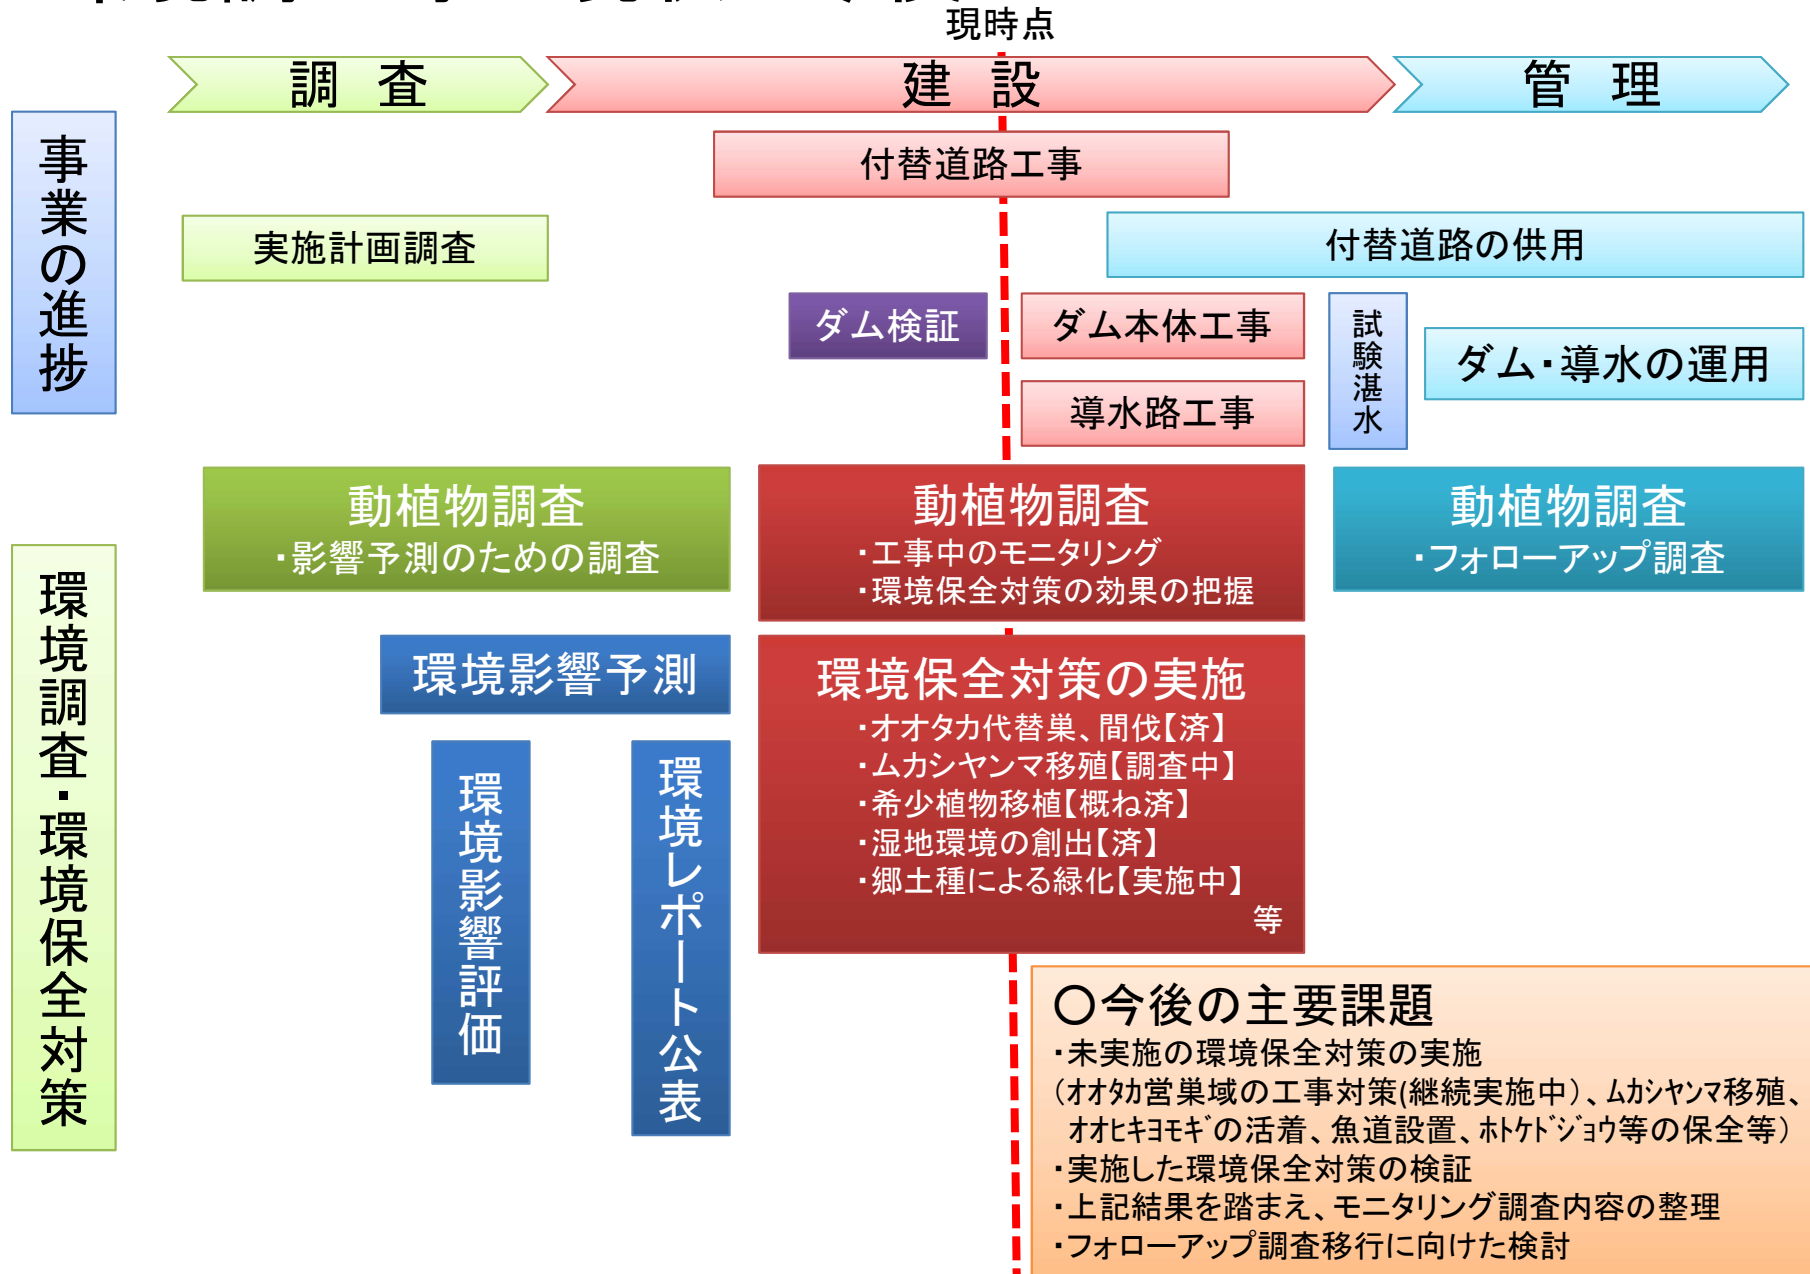 現時点
調 査
建 設
管 理
事業の進捗
付替道路工事
実施計画調査
付替道路の供用
ダム検証
ダム本体工事
試験湛水
ダム・導水の運用
導水路工事
環境調査・環境保全対策
動植物調査
・影響予測のための調査
動植物調査
・工事中のモニタリング
・環境保全対策の効果の把握
動植物調査
・フォローアップ調査
環境影響予測
環境影響評価
環境レポート公表
環境保全対策の実施
・オオタカ代替巣、間伐【済】
・ムカシヤンマ移殖【調査中】
・希少植物移植【概ね済】
・湿地環境の創出【済】
・郷土種による緑化【実施中】
等
〇今後の主要課題
・未実施の環境保全対策の実施
(オオタカ営巣域の工事対策(継続実施中)、ムカシヤンマ移殖、
オオヒキヨモギの活着、魚道設置、ホトケドジョウ等の保全等)
・実施した環境保全対策の検証
・上記結果を踏まえ、モニタリング調査内容の整理
・フォローアップ調査移行に向けた検討